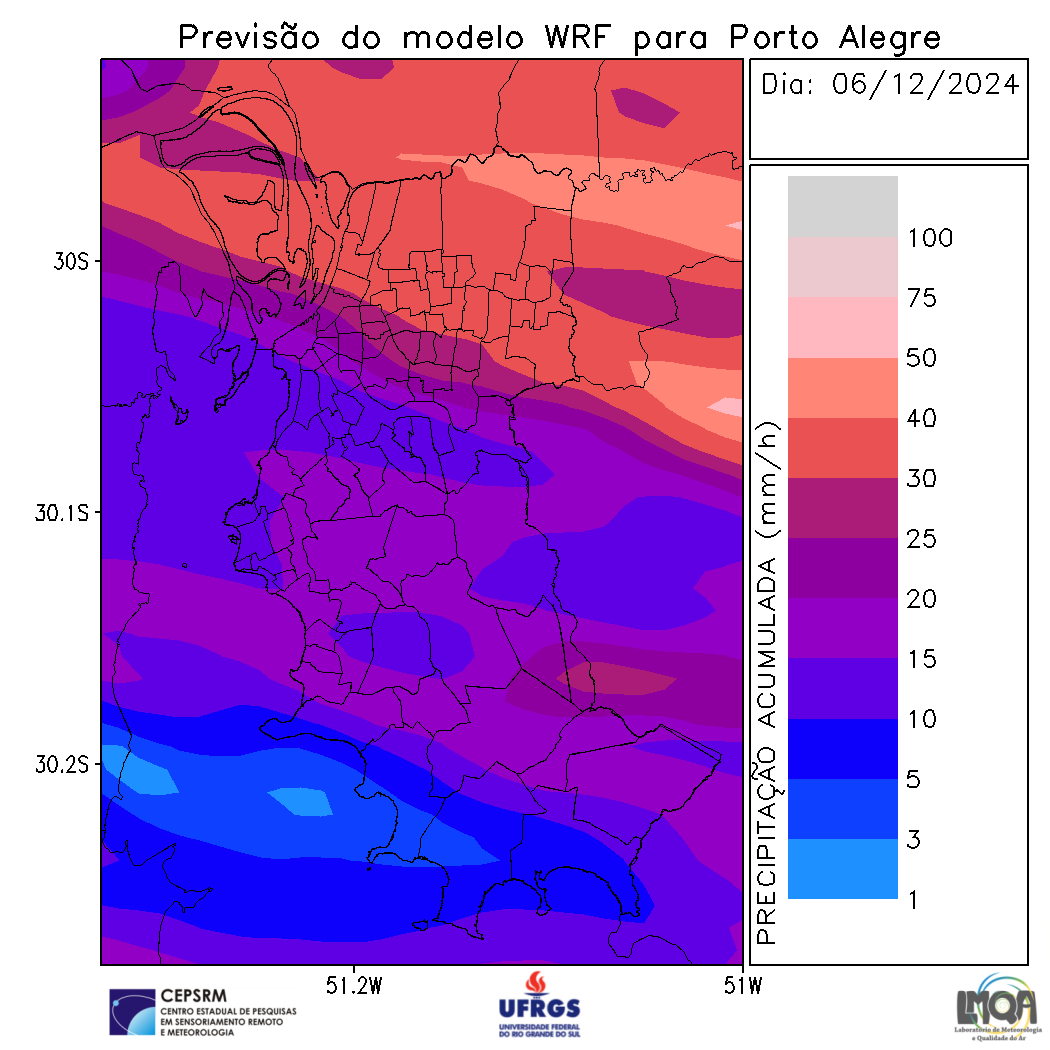 Previsão do modelo WRF para Porto Alegre
Dia: 06/12/2024
30S
30.1S
30.2S
51.2W
51W
PRECIPITAÇÃO ACUMULADA (mm/h)
100
75
50
40
30
25
20
15
10
5
3
1
CEPSRM
CENTRO ESTADUAL DE PESQUISAS
EM SENSORIAMENTO REMOTO
E METEOROLOGIA
UFRGS
UNIVERSIDADE FEDERAL
DO RIO GRANDE DO SUL
LMQA
Laboratório de Meteorologia
e Qualidade do Ar